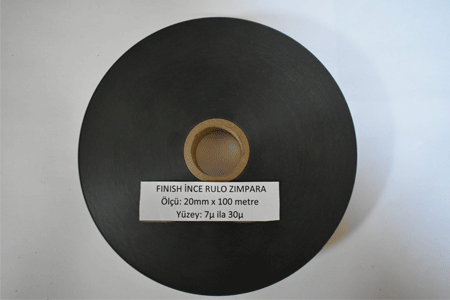 FINISH İNCE RULO ZIMPARA
Ölçü: 20mm x 100 metre
Yüzey: 7µ ila 30µ